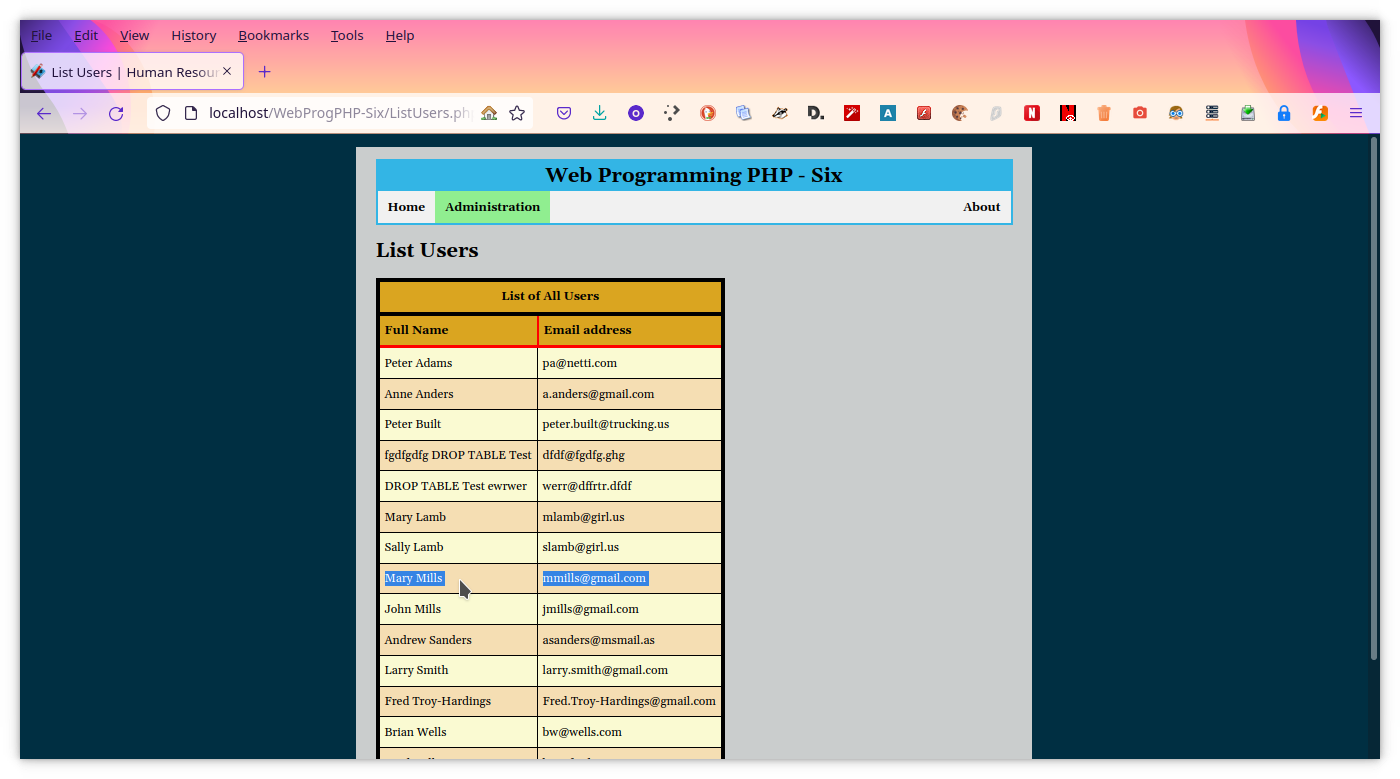 File Edit View History Bookmarks Tools Help
List Users | Human Resour
localhost/WebProgPHP-Six/ListUsers.ph
Web Programming PHP - Six
Home Administration About
List Users
List of All Users
Full Name Email address
Peter Adams pa@netti.com
Anne Anders a.anders@gmail.com
Peter Built peter.built@trucking.us
fgdfgdfg DROP TABLE Test dfdf@fgdfg.ghg
DROP TABLE Test ewrwer werr@dffrtr.dfdf
Mary Lamb mlamb@girl.us
Sally Lamb slamb@girl.us
Mary Mills mmills@gmail.com
John Mills jmills@gmail.com
Andrew Sanders asanders@msmail.as
Larry Smith larry.smith@gmail.com
Fred Troy-Hardings Fred.Troy-Hardings@gmail.com
Brian Wells bw@wells.com